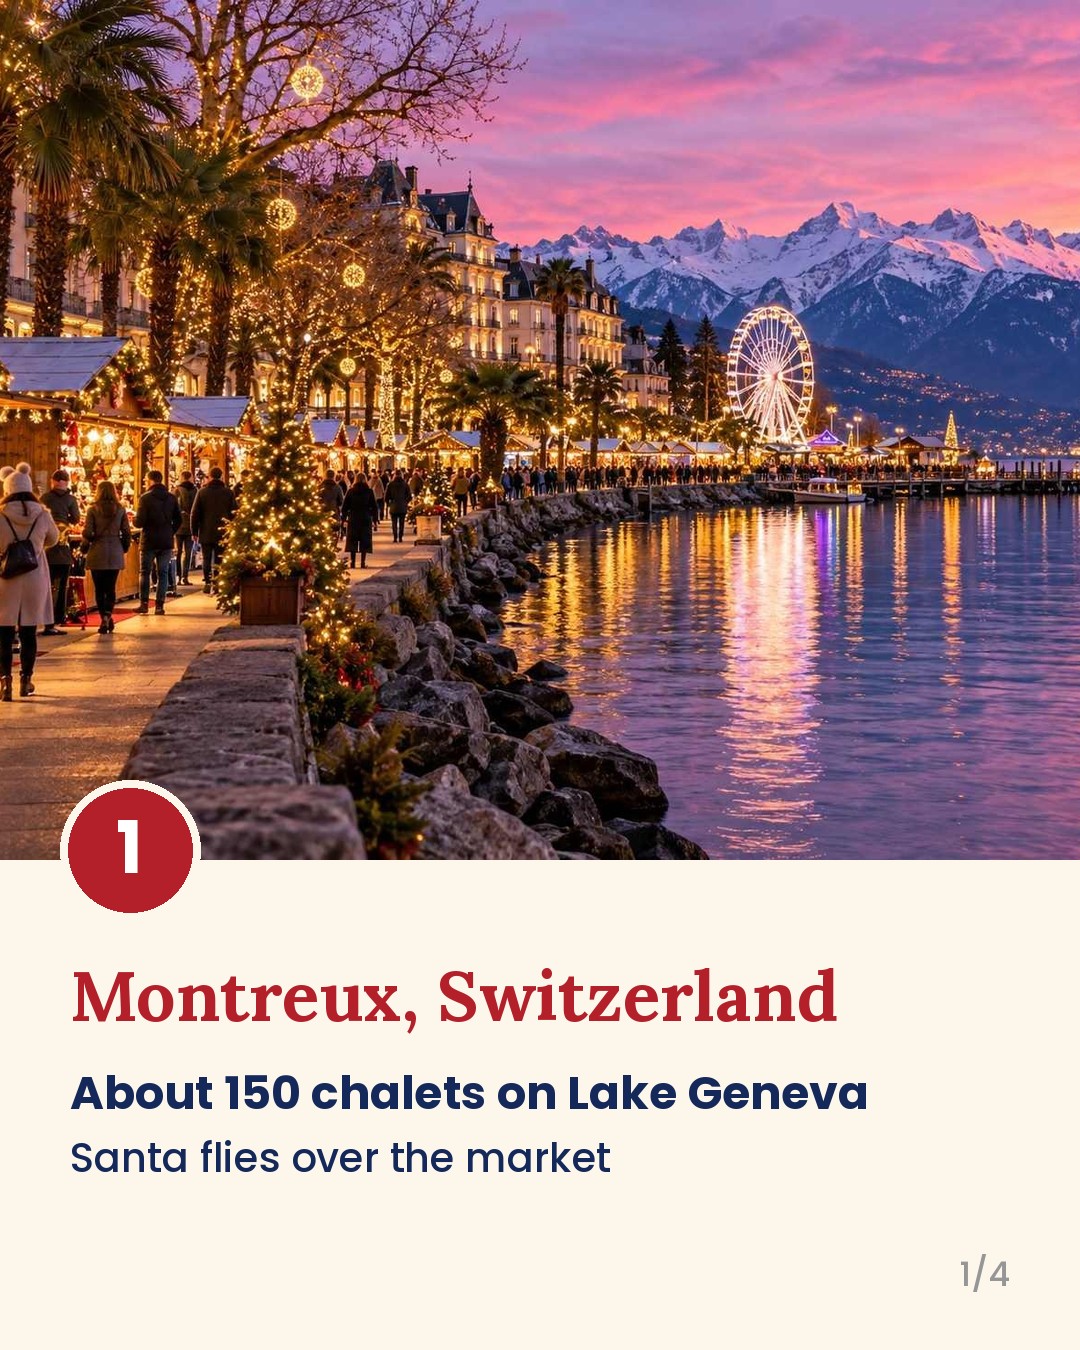 1
Montreux, Switzerland
About 150 chalets on Lake Geneva
Santa flies over the market
1/4